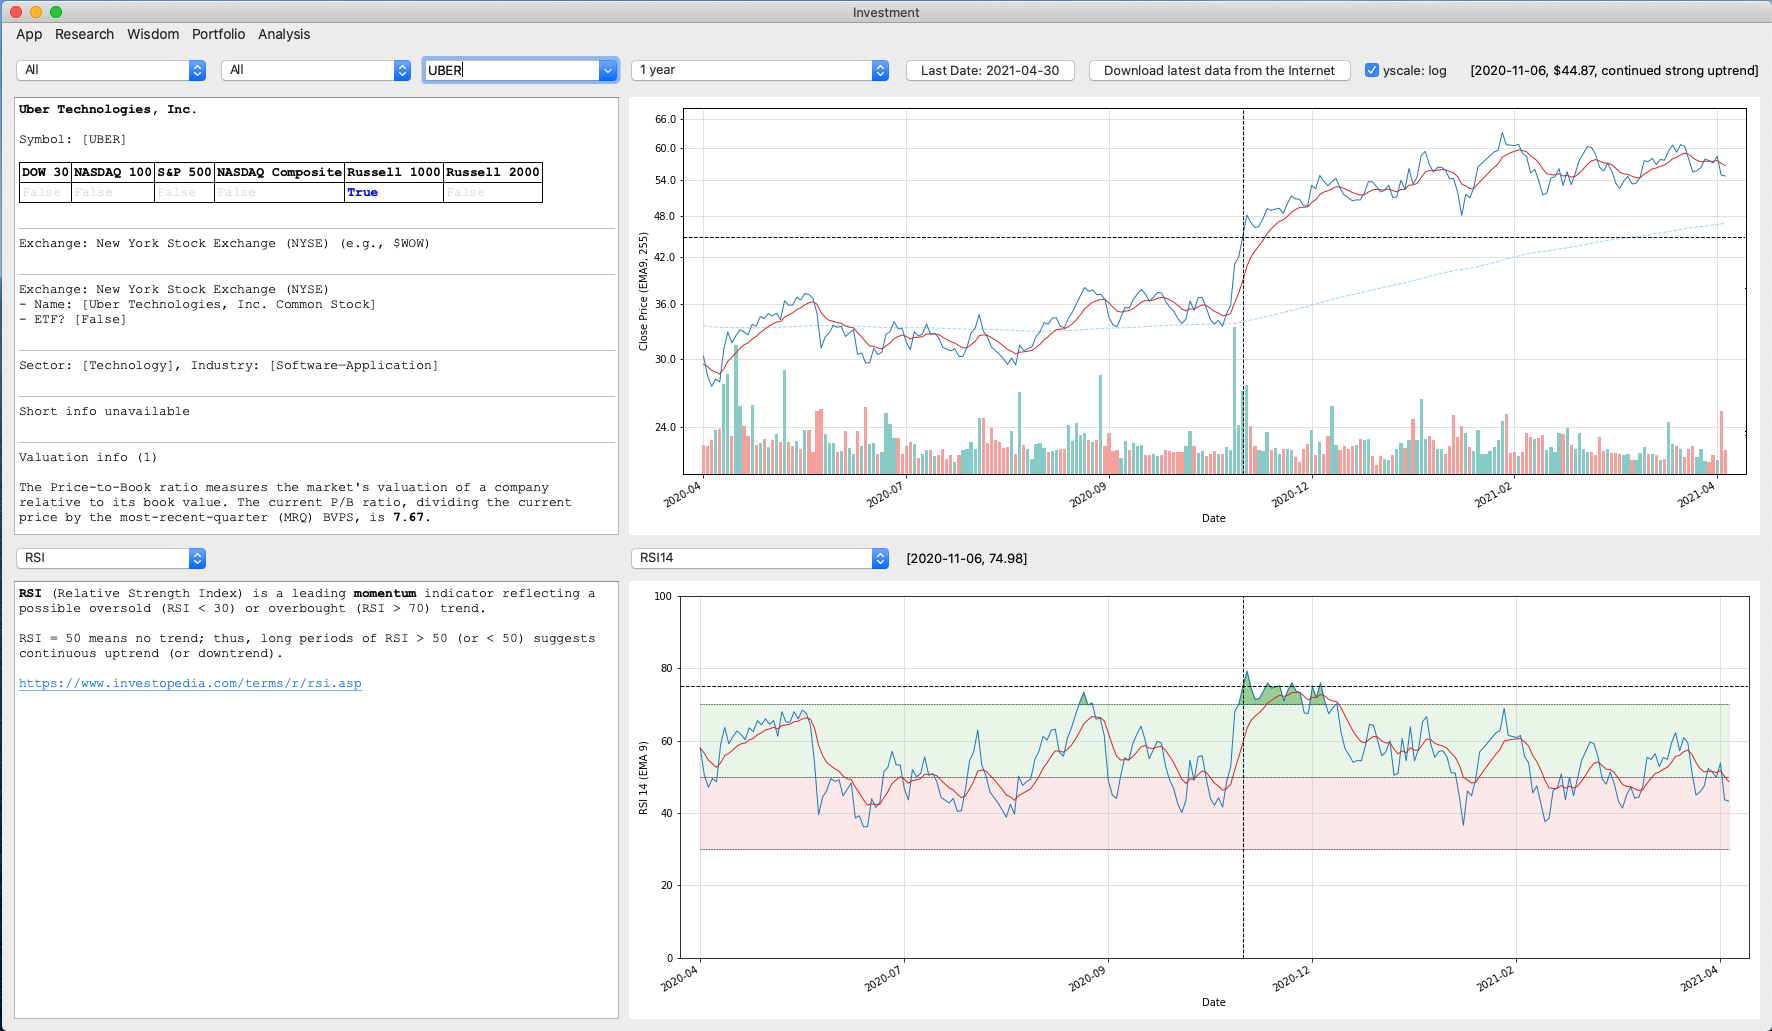 Investment
App Research Wisdom Portfolio Analysis
All All UBER 1 year Last Date: 2021-04-30 Download latest data from the Internet yscale: log [2020-11-06, $44.87, continued strong uptrend]
Uber Technologies, Inc.
Symbol: [UBER]
DOW 30 NASDAQ 100 S&P 500 NASDAQ Composite Russell 1000 Russell 2000
False False False False True False
Exchange: New York Stock Exchange (NYSE) (e.g., $WOW)
Exchange: New York Stock Exchange (NYSE)
- Name: [Uber Technologies, Inc. Common Stock]
- ETF? [False]
Sector: [Technology], Industry: [Software—Application]
Short info unavailable
Valuation info (1)
The Price-to-Book ratio measures the market's valuation of a company
relative to its book value. The current P/B ratio, dividing the current
price by the most-recent-quarter (MRQ) BVPS, is 7.67.
Close Price (EMA9, 255)
66.0
60.0
54.0
48.0
42.0
36.0
30.0
24.0
2020-04 2020-07 2020-09 2020-12 2021-02 2021-04
Date
RSI RSI14 [2020-11-06, 74.98]
RSI (Relative Strength Index) is a leading momentum indicator reflecting a
possible oversold (RSI < 30) or overbought (RSI > 70) trend.
RSI = 50 means no trend; thus, long periods of RSI > 50 (or < 50) suggests
continuous uptrend (or downtrend).
https://www.investopedia.com/terms/r/rsi.asp
RSI 14 (EMA 9)
100
80
60
40
20
0
2020-04 2020-07 2020-09 2020-12 2021-02 2021-04
Date